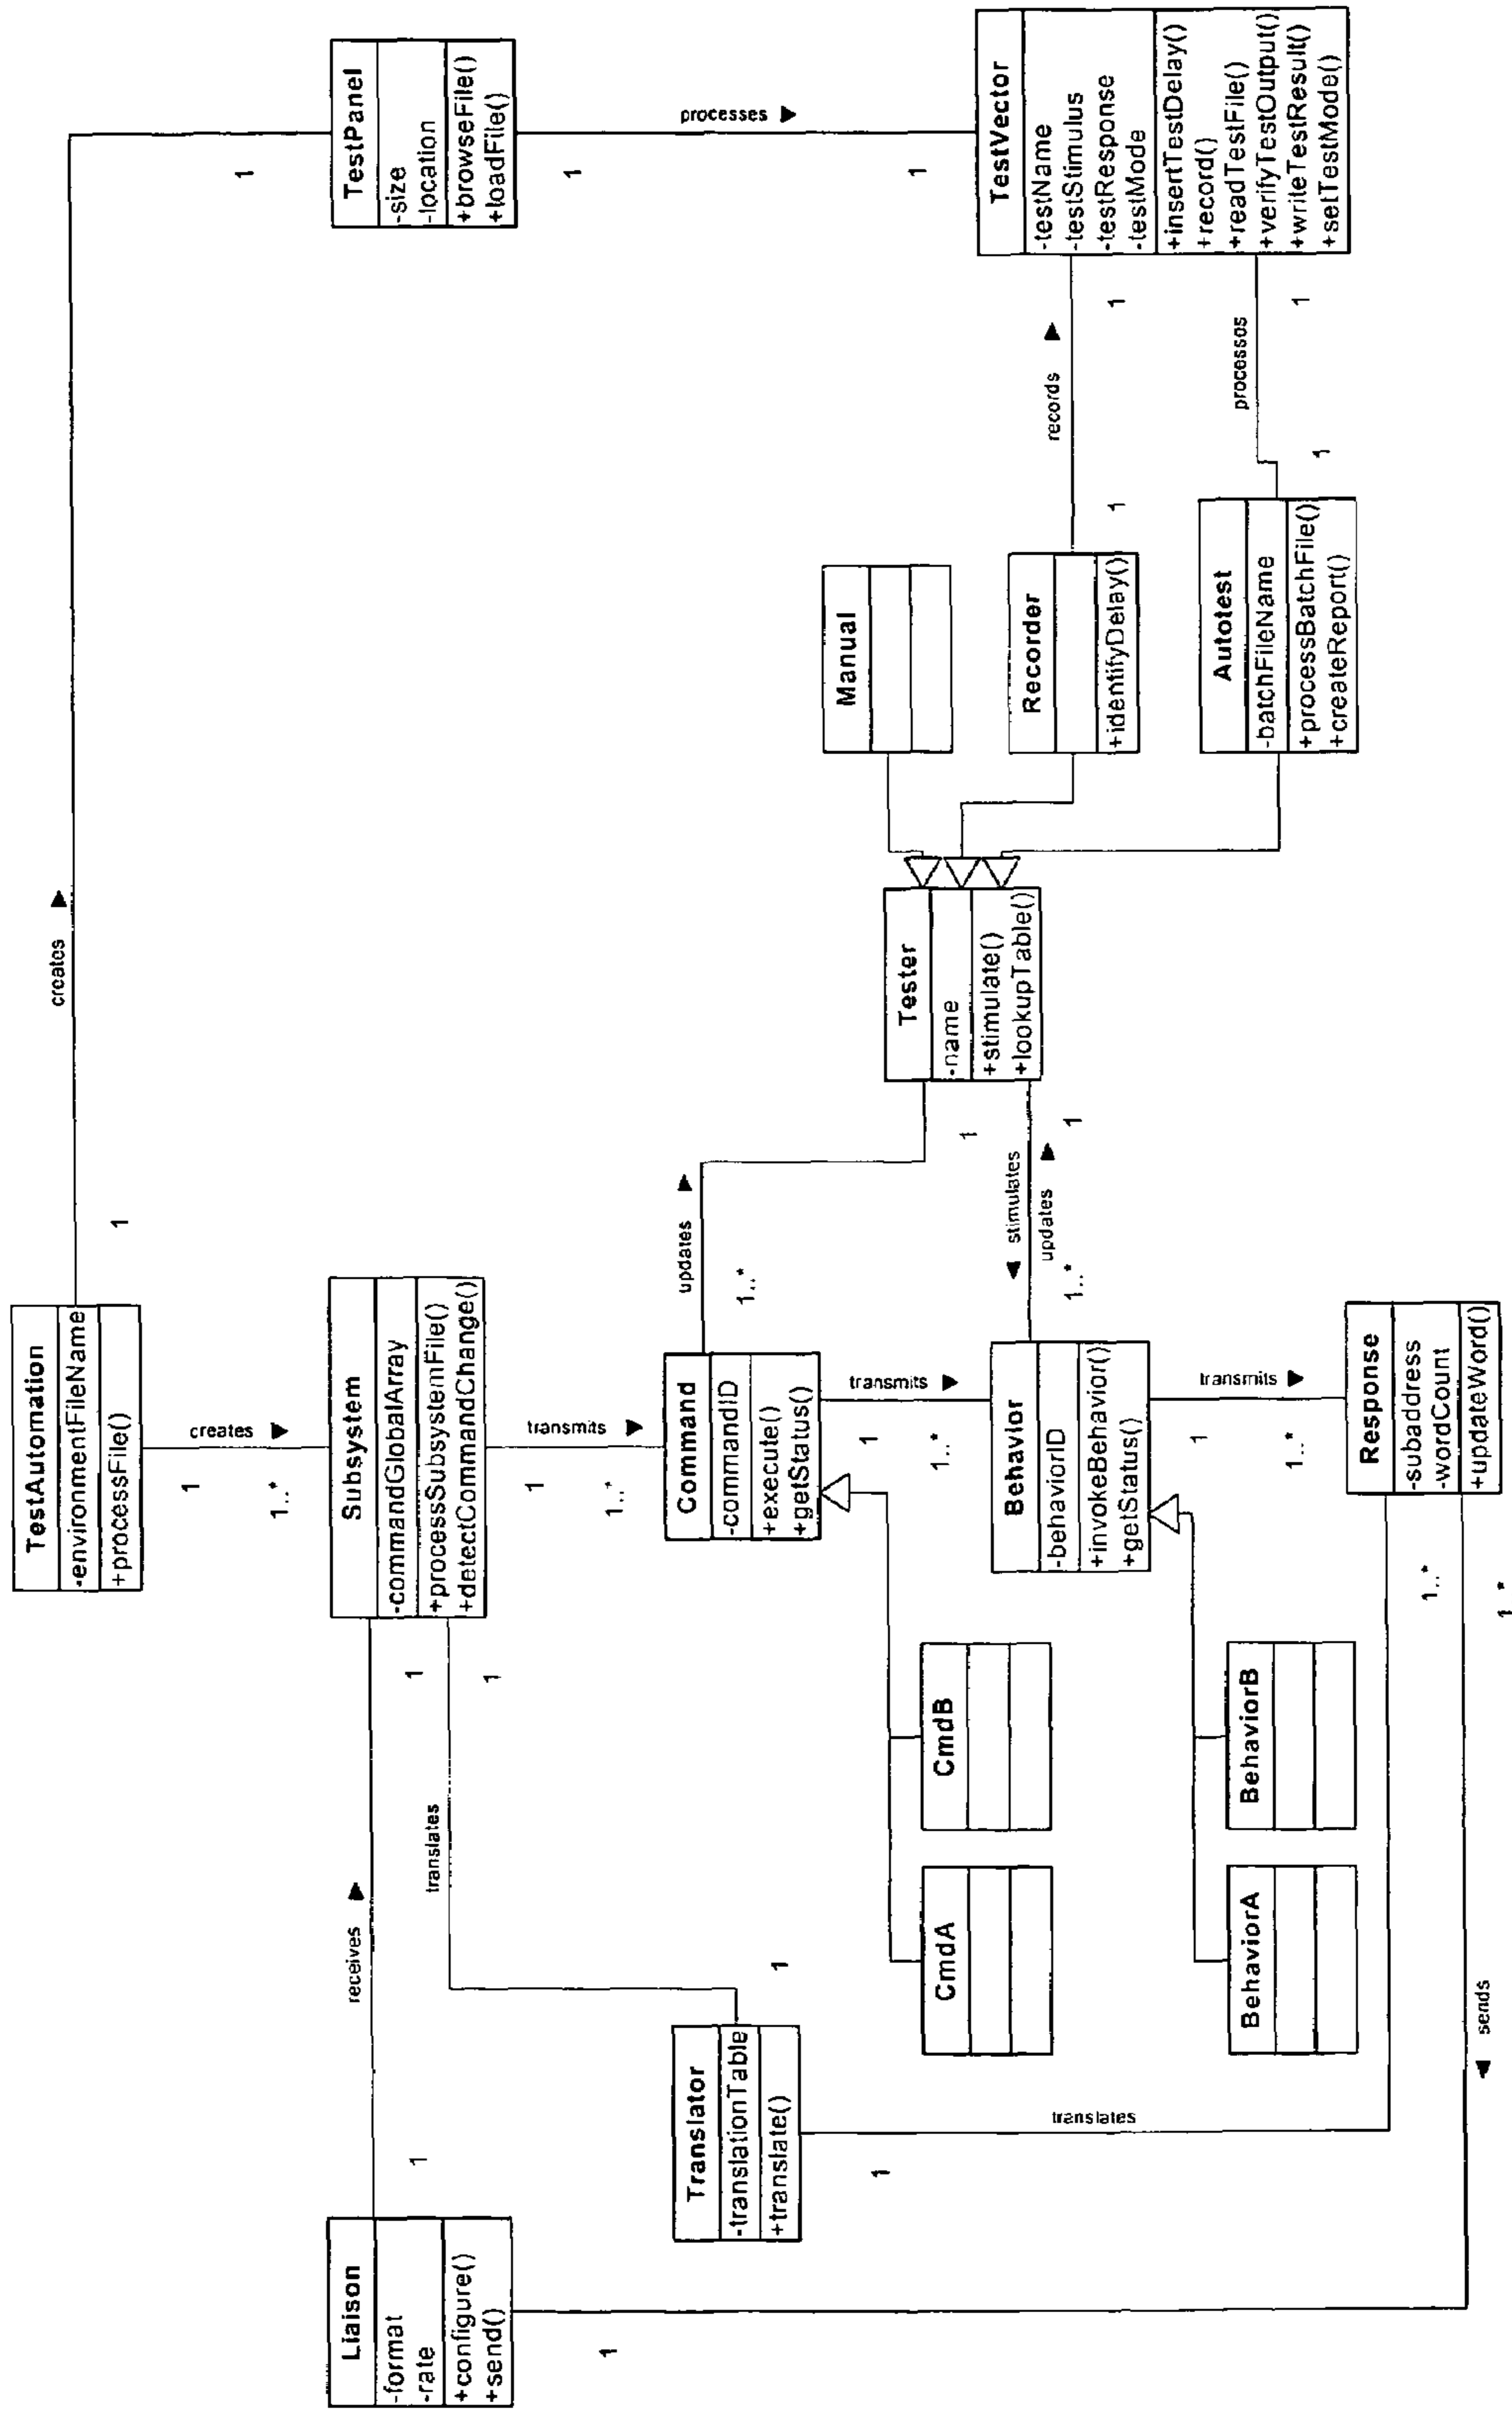 TestAutomation
-environmentFileName
+processFile()
1
creates ▶
1
creates ▶
1
1..*
Liaison
-format
-rate
+configure()
+send()
1
receives ▶
1
Subsystem
-commandGlobalArray
+processSubsystemFile()
+detectCommandChange()
TestPanel
-size
-location
+browseFile()
+loadFile()
1
translates
1
1
transmits ▶
1
1..*
1
processes ▶
1
Translator
-translationTable
+translate()
1
Command
-commandID
+execute()
+getStatus()
updates ▶
1..*
1
Manual
CmdA
CmdB
transmits ▶
1
1..*
Tester
-name
+stimulate()
+lookupTable()
Recorder
+identifyDelay()
records ▶
1
1
TestVector
-testName
-testStimulus
-testResponse
-testMode
+insertTestDelay()
+record()
+readTestFile()
+verifyTestOutput()
+writeTestResult()
+setTestMode()
Behavior
-behaviorID
+invokeBehavior()
+getStatus()
◀ stimulates
updates ▶
1..*
1
1
translates
BehaviorA
BehaviorB
transmits ▶
1
1..*
Autotest
-batchFileName
+processBatchFile()
+createReport()
processes
1
1
Response
-subaddress
-wordCount
+updateWord()
1..*
1
◀ sends
1..*